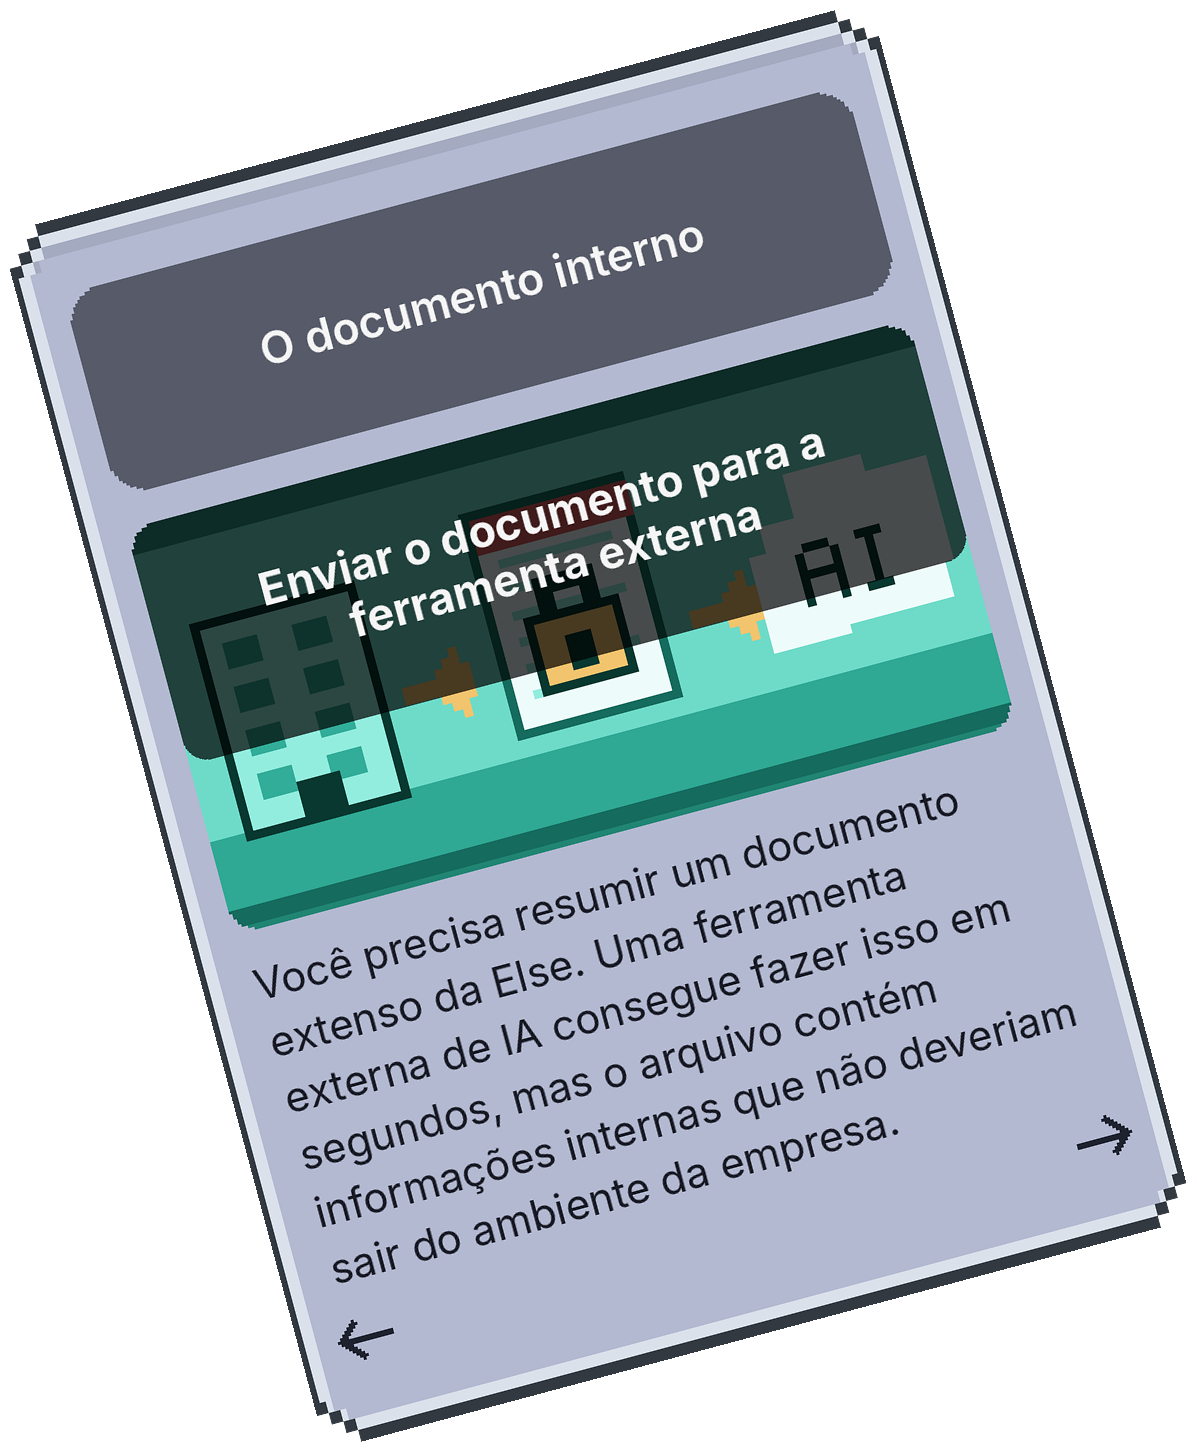 O documento interno
Enviar o documento para a
ferramenta externa
AI
Você precisa resumir um documento
extenso da Else. Uma ferramenta
externa de IA consegue fazer isso em
segundos, mas o arquivo contém
informações internas que não deveriam
sair do ambiente da empresa.